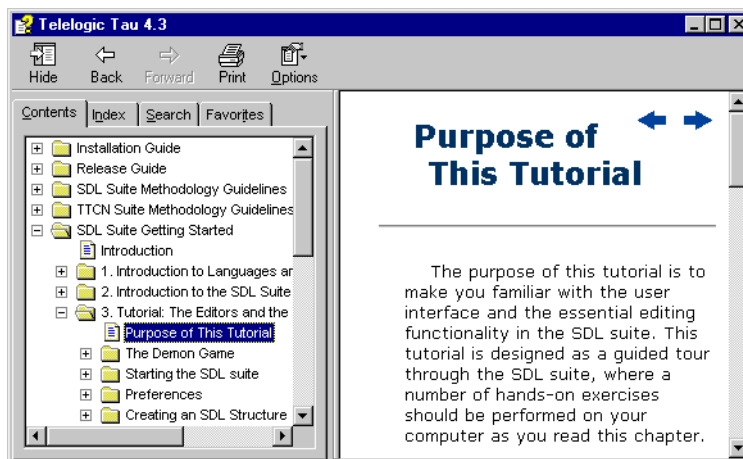 Telelogic Tau 4.3
Hide Back Forward Print Options
Contents Index Search Favorites
Installation Guide
Release Guide
SDL Suite Methodology Guidelines
TTCN Suite Methodology Guidelines
SDL Suite Getting Started
Introduction
1. Introduction to Languages ar
2. Introduction to the SDL Suite
3. Tutorial: The Editors and the
Purpose of This Tutorial
The Demon Game
Starting the SDL suite
Preferences
Creating an SDL Structure
Purpose of
This Tutorial
The purpose of this tutorial is to
make you familiar with the user
interface and the essential editing
functionality in the SDL suite. This
tutorial is designed as a guided tour
through the SDL suite, where a
number of hands-on exercises
should be performed on your
computer as you read this chapter.